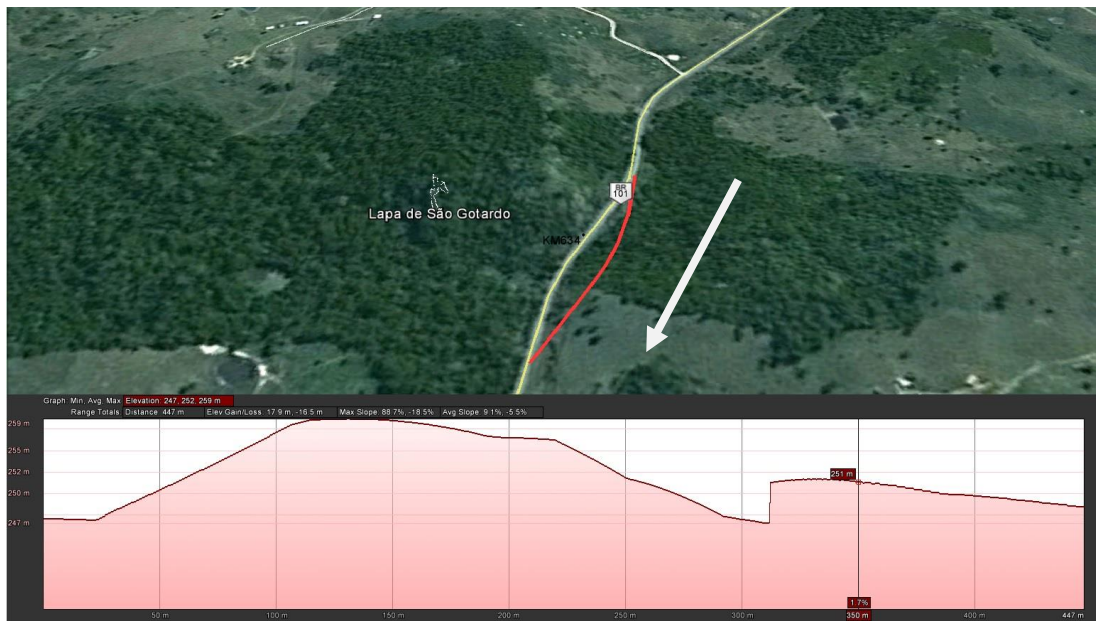 BR
101
Lapa de São Gotardo
KM634
Graph: Min, Avg, Max Elevation: 247, 252, 259 m
Range Totals: Distance: 447 m Elev Gain/Loss: 17.9 m, -16.5 m Max Slope: 88.7%, -18.5% Avg Slope: 9.1%, -5.5%
259 m
255 m
252 m
251 m
250 m
247 m
1.7%
50 m 100 m 150 m 200 m 250 m 300 m 350 m 400 m 447 m